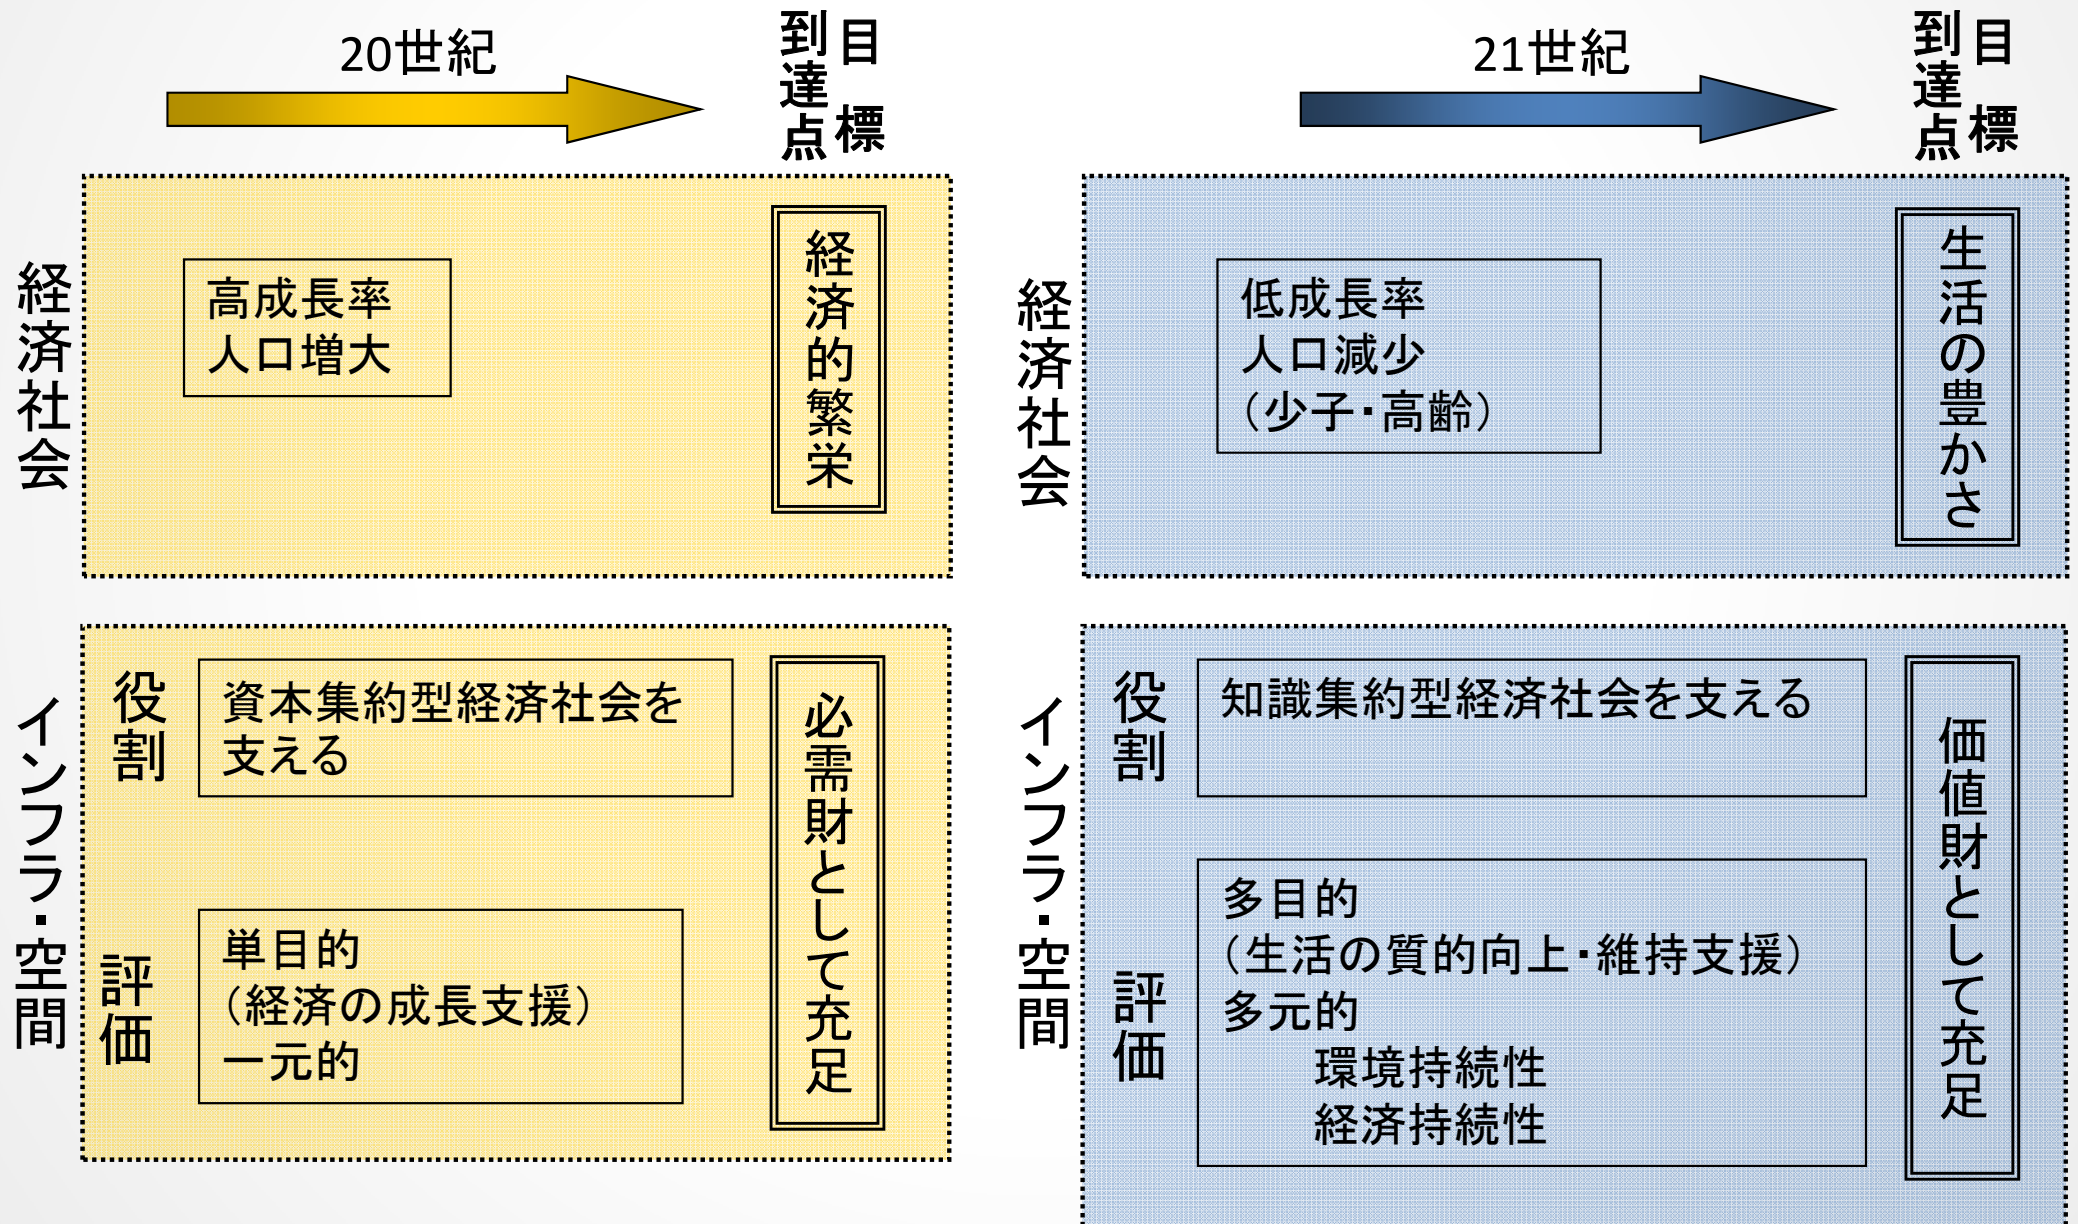 20世紀
目標
到達点
経済社会
高成長率
人口増大
経済的繁栄
インフラ・空間
役割
資本集約型経済社会を
支える
評価
単目的
（経済の成長支援）
一元的
必需財として充足
21世紀
目標
到達点
経済社会
低成長率
人口減少
（少子・高齢）
生活の豊かさ
インフラ・空間
役割
知識集約型経済社会を支える
評価
多目的
（生活の質的向上・維持支援）
多元的
環境持続性
経済持続性
価値財として充足